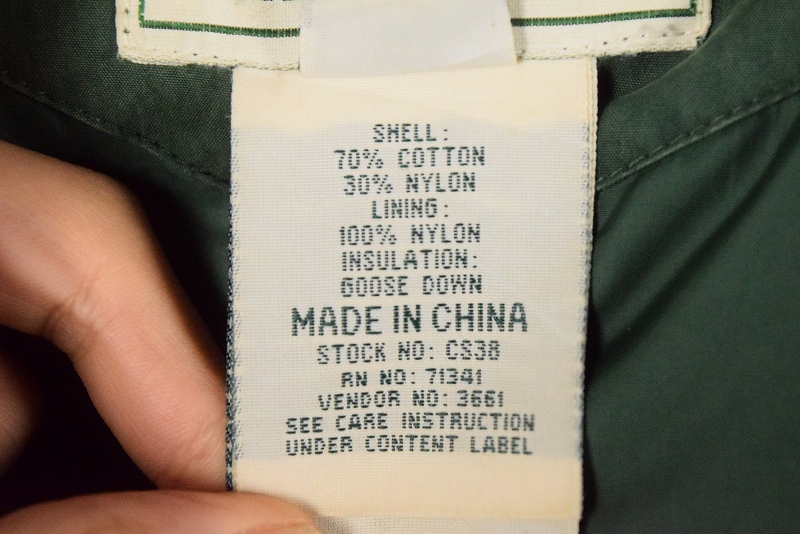 SHELL:
70% COTTON
30% NYLON
LINING:
100% NYLON
INSULATION:
GOOSE DOWN
MADE IN CHINA
STOCK NO: CS38
RN NO: 71341
VENDOR NO: 3661
SEE CARE INSTRUCTION
UNDER CONTENT LABEL